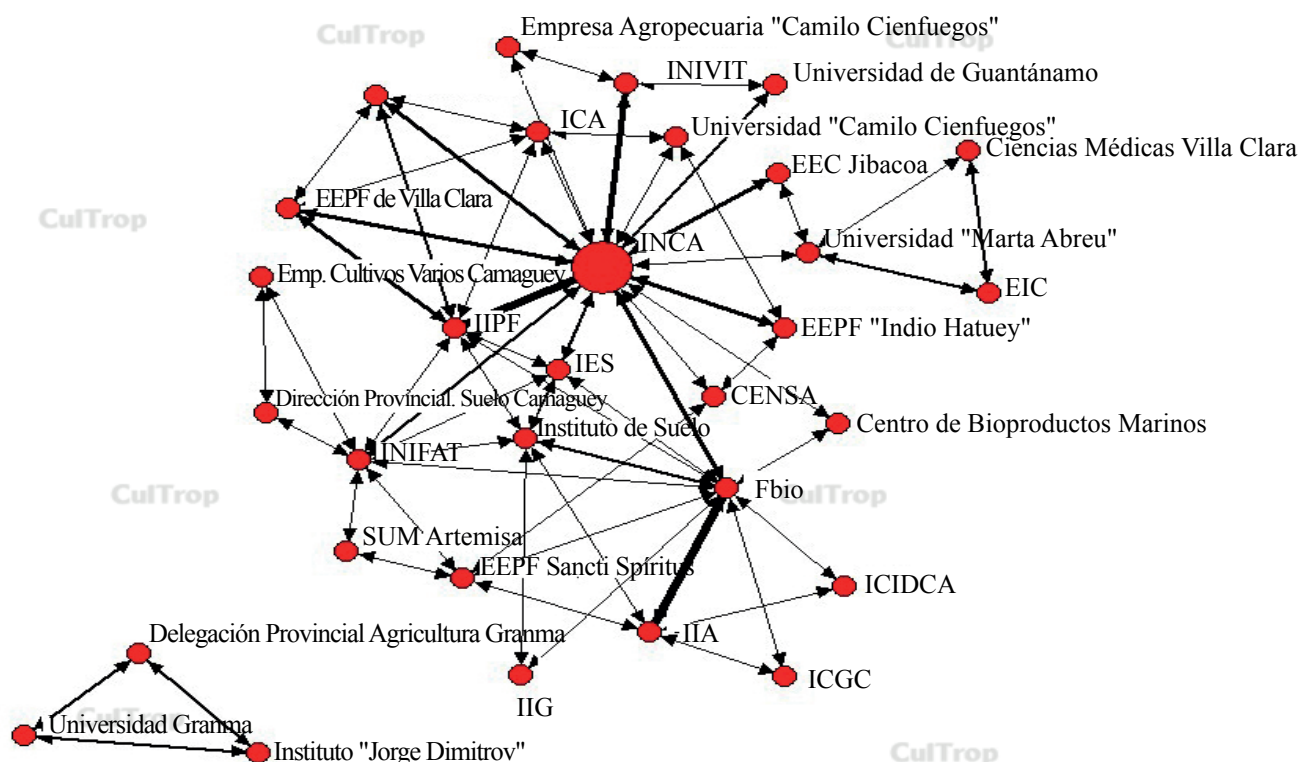 Empresa Agropecuaria "Camilo Cienfuegos"
CulTrop
CulTrop
INIVIT
Universidad de Guantánamo
ICA
Universidad "Camilo Cienfuegos"
Ciencias Médicas Villa Clara
EEC Jibacoa
EEPF de Villa Clara
CulTrop
INCA
Universidad "Marta Abreu"
Emp. Cultivos Varios Camaguey
EIC
IIPF
EEPF "Indio Hatuey"
IES
Dirección Provincial. Suelo Camaguey
CENSA
Instituto de Suelo
Centro de Bioproductos Marinos
INIFAT
Fbio
CulTrop
CulTrop
SUM Artemisa
EEPF Sancti Spíritus
ICIDCA
Delegación Provincial Agricultura Granma
IIA
ICGC
IIG
CulTrop
Universidad Granma
Instituto "Jorge Dimitrov"
CulTrop